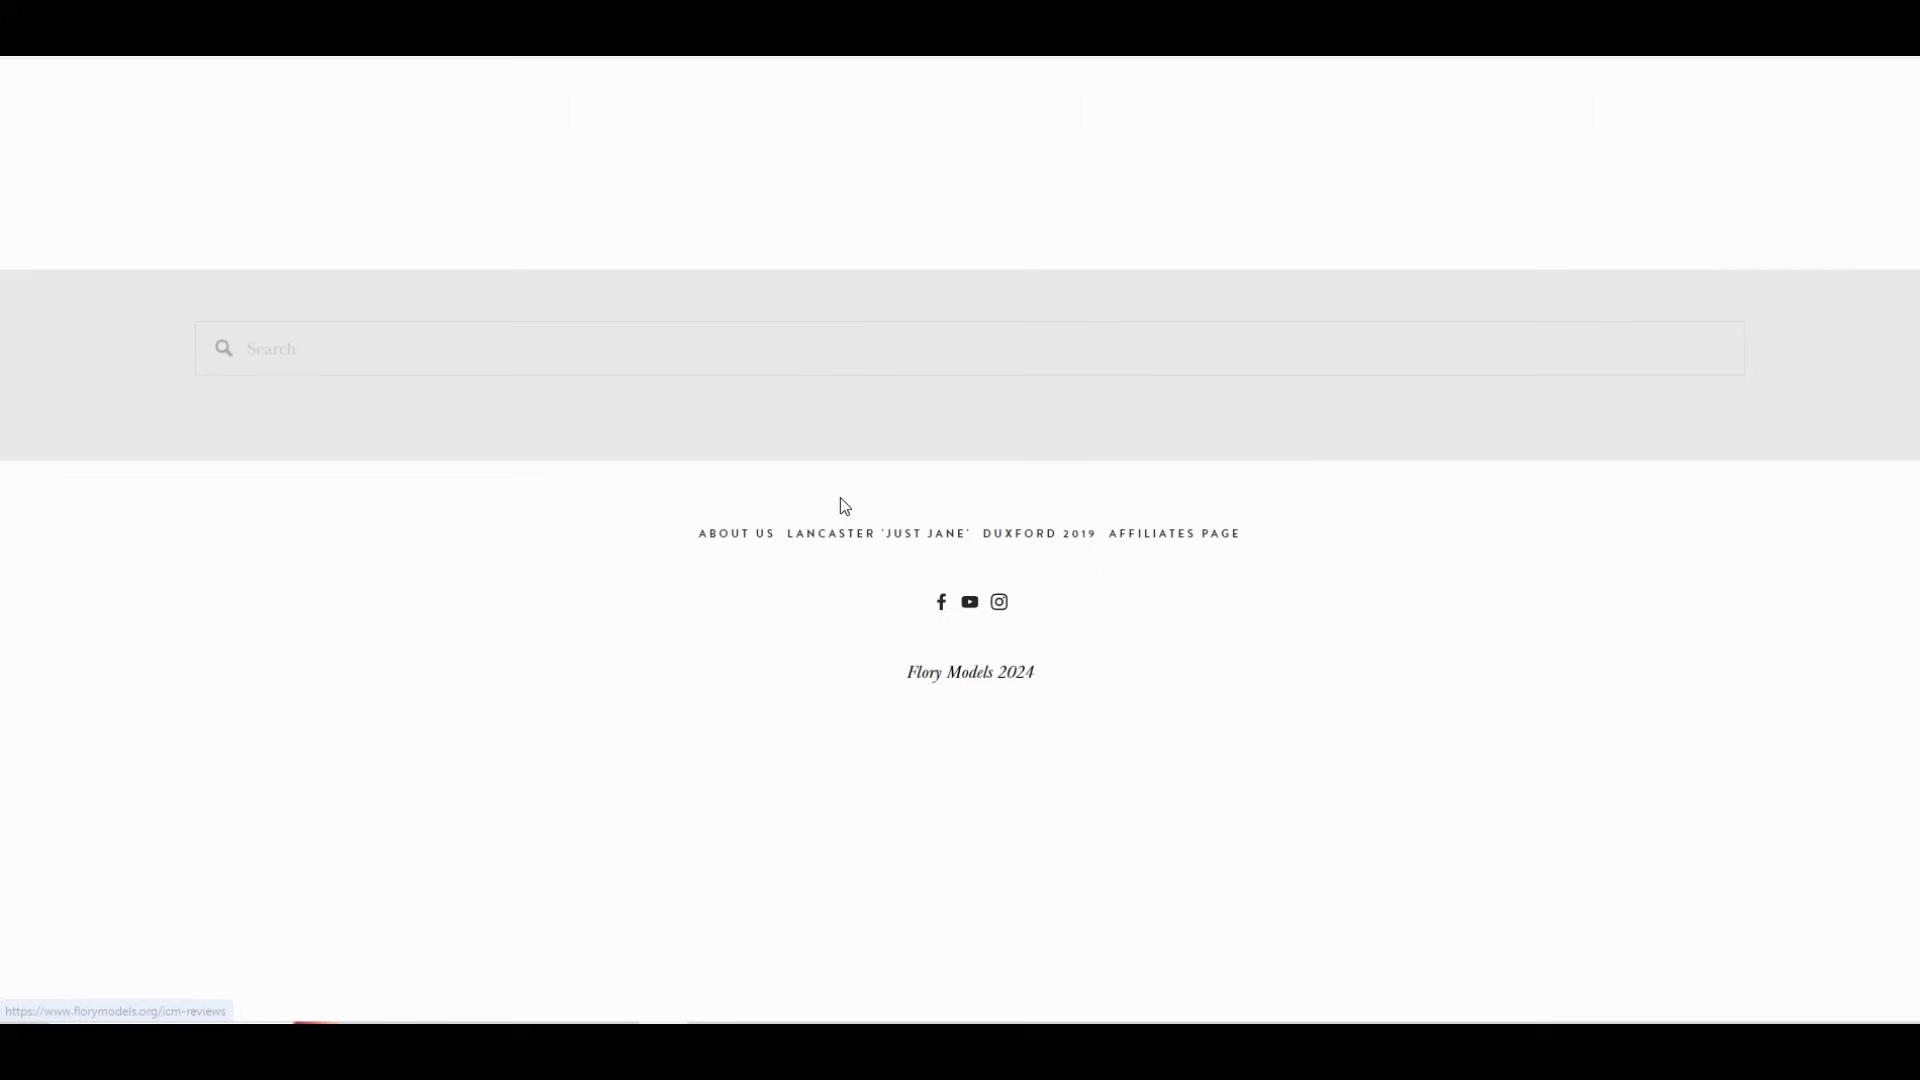 Search
ABOUT US LANCASTER 'JUST JANE' DUXFORD 2019 AFFILIATES PAGE
Flory Models 2024
https://www.florymodels.org/icm-reviews